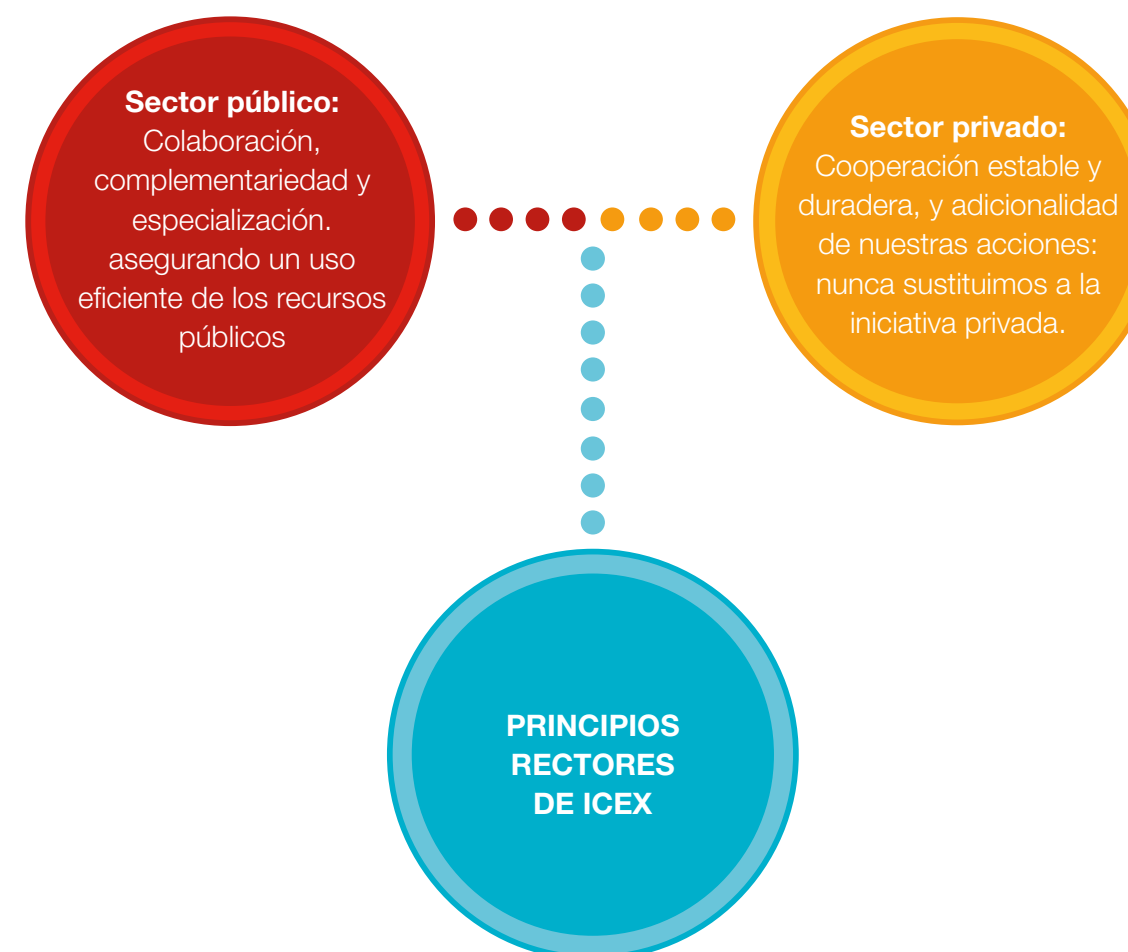 Sector público:
Colaboración,
complementariedad y
especialización.
asegurando un uso
eficiente de los recursos
públicos
Sector privado:
Cooperación estable y
duradera, y adicionalidad
de nuestras acciones:
nunca sustituimos a la
iniciativa privada.
PRINCIPIOS
RECTORES
DE ICEX